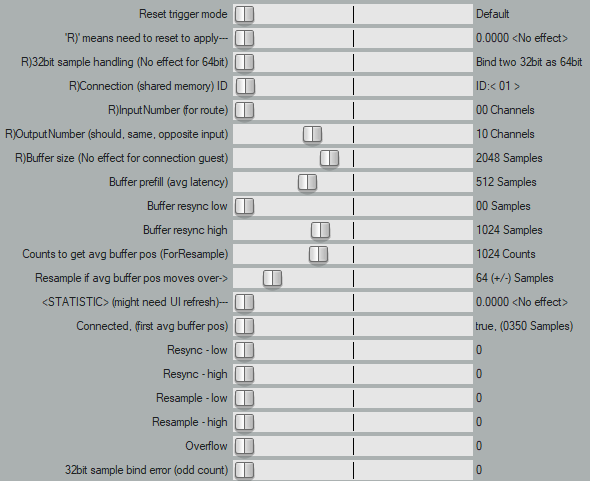 Reset trigger mode Default
'R)' means need to reset to apply--- 0.0000 <No effect>
R)32bit sample handling (No effect for 64bit) Bind two 32bit as 64bit
R)Connection (shared memory) ID ID:< 01 >
R)InputNumber (for route) 00 Channels
R)OutputNumber (should, same, opposite input) 10 Channels
R)Buffer size (No effect for connection guest) 2048 Samples
Buffer prefill (avg latency) 512 Samples
Buffer resync low 00 Samples
Buffer resync high 1024 Samples
Counts to get avg buffer pos (ForResample) 1024 Counts
Resample if avg buffer pos moves over-> 64 (+/-) Samples
<STATISTIC> (might need UI refresh)--- 0.0000 <No effect>
Connected, (first avg buffer pos) true, (0350 Samples)
Resync - low 0
Resync - high 0
Resample - low 0
Resample - high 0
Overflow 0
32bit sample bind error (odd count) 0